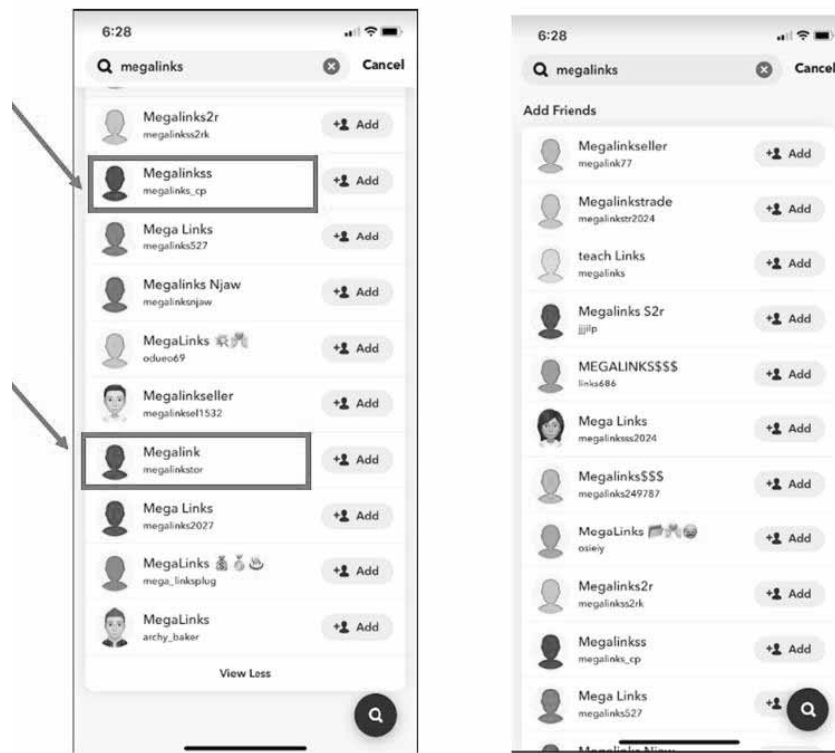 6:28
megalinks
Cancel
Megalinks2r
megalinkss2rk
Add
Megalinkss
megalinks_cp
Add
Mega Links
megalinks527
Add
Megalinks Njaw
megalinksnjaw
Add
MegaLinks
odueo69
Add
Megalinkseller
megalinksel1532
Add
Megalink
megalinkstor
Add
Mega Links
megalinks2027
Add
MegaLinks
mega_linksplug
Add
MegaLinks
archy_baker
Add
View Less
6:28
megalinks
Cancel
Add Friends
Megalinkseller
megalink77
Add
Megalinkstrade
megalinkstr2024
Add
teach Links
megalinks
Add
Megalinks S2r
jjjilp
Add
MEGALINKS$$$
links686
Add
Mega Links
megalinksss2024
Add
Megalinks$$$
megalinks249787
Add
MegaLinks
osieiy
Add
Megalinks2r
megalinkss2rk
Add
Megalinkss
megalinks_cp
Add
Mega Links
megalinks527
Megalinks Njaw